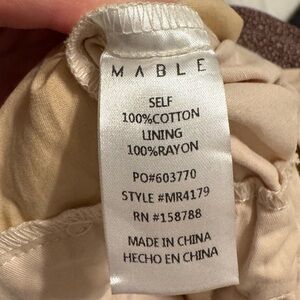 MABLE
SELF
100%COTTON
LINING
100%RAYON
PO#603770
STYLE #MR4179
RN #158788
MADE IN CHINA
HECHO EN CHINA